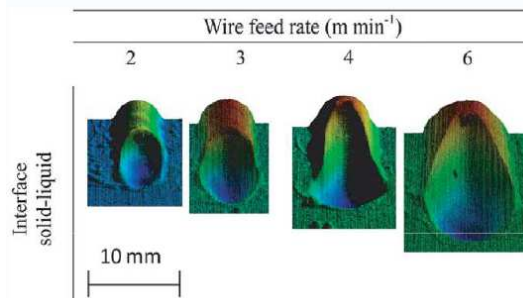 Wire feed rate (m min⁻¹)
2 3 4 6
Interface
solid-liquid
10 mm